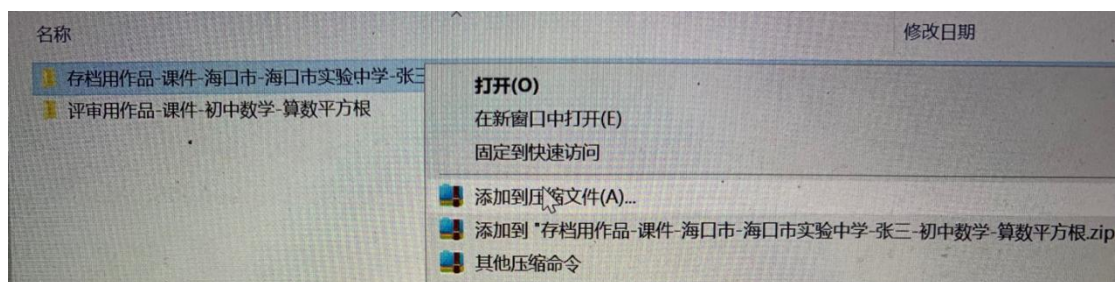 名称 修改日期
存档用作品-课件-海口市-海口市实验中学-张三
评审用作品-课件-初中数学-算数平方根
打开(O)
在新窗口中打开(E)
固定到快速访问
添加到压缩文件(A)...
添加到 "存档用作品-课件-海口市-海口市实验中学-张三-初中数学-算数平方根.zip
其他压缩命令